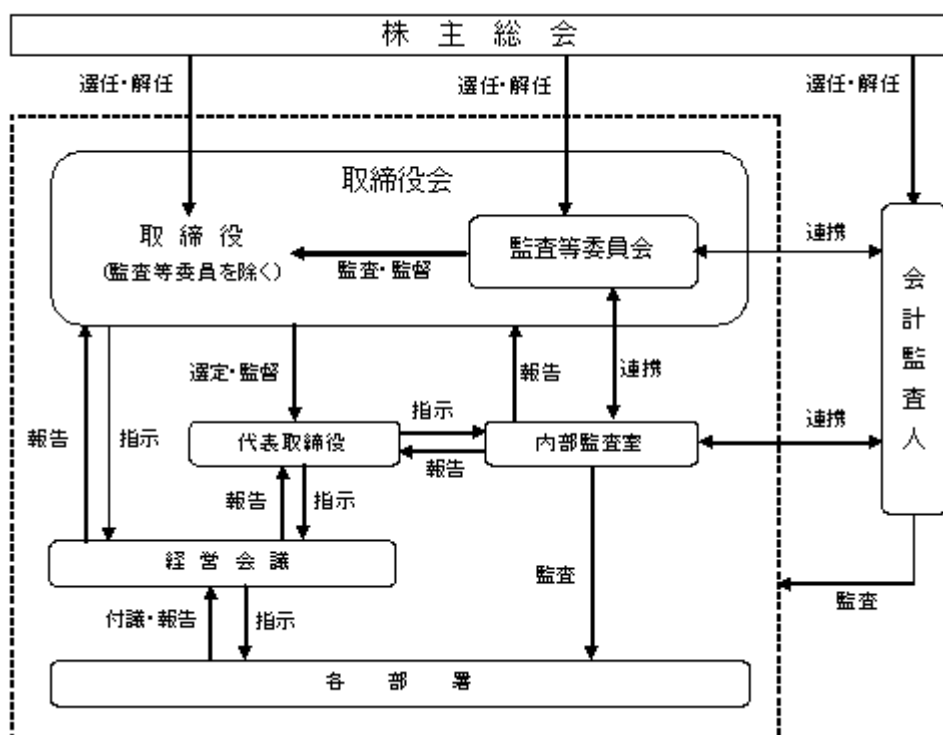 株主総会
選任・解任
選任・解任
選任・解任
取締役会
取締役
(監査等委員を除く)
監査・監督
監査等委員会
連携
会計監査人
選定・監督
報告
連携
報告
指示
代表取締役
指示
報告
内部監査室
連携
報告
指示
経営会議
監査
監査
付議・報告
指示
各部署